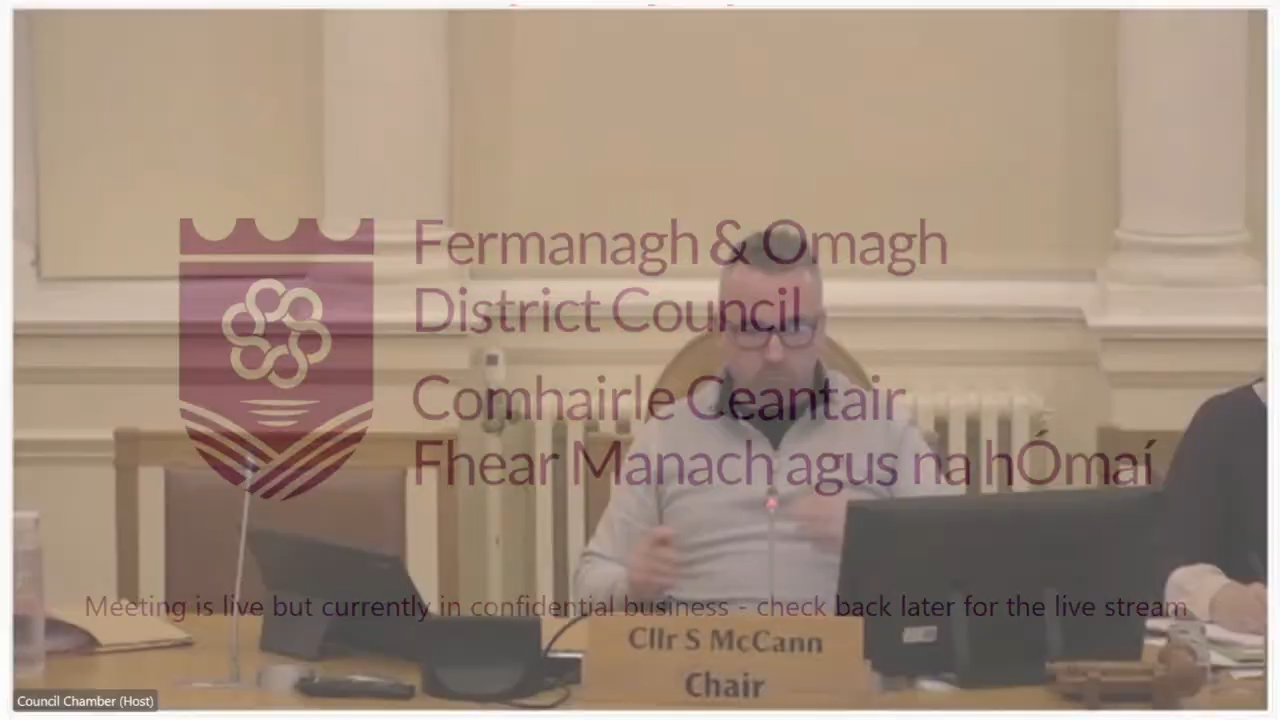 Fermanagh & Omagh
District Council
Comhairle Ceantair
Fhear Manach agus na hÓmaí
Meeting is live but currently in confidential business - check back later for the live stream
Cllr S McCann
Chair
Council Chamber (Host)